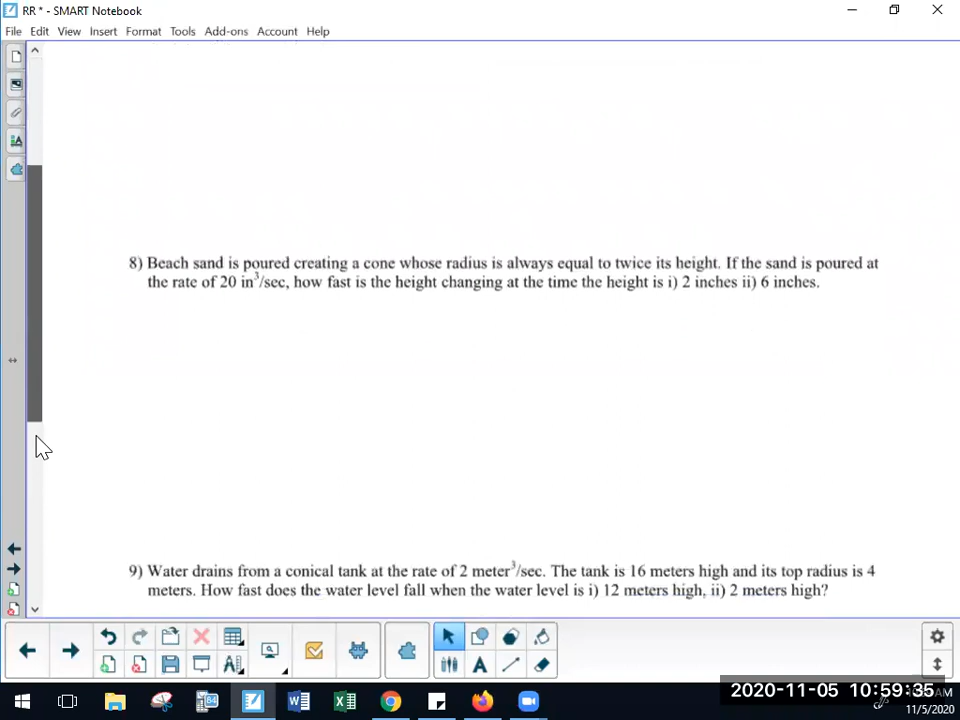 RR * - SMART Notebook
File Edit View Insert Format Tools Add-ons Account Help
8) Beach sand is poured creating a cone whose radius is always equal to twice its height. If the sand is poured at
the rate of 20 in³/sec, how fast is the height changing at the time the height is i) 2 inches ii) 6 inches.
9) Water drains from a conical tank at the rate of 2 meter³/sec. The tank is 16 meters high and its top radius is 4
meters. How fast does the water level fall when the water level is i) 12 meters high, ii) 2 meters high?
2020-11-05 10:59:35
11/5/2020